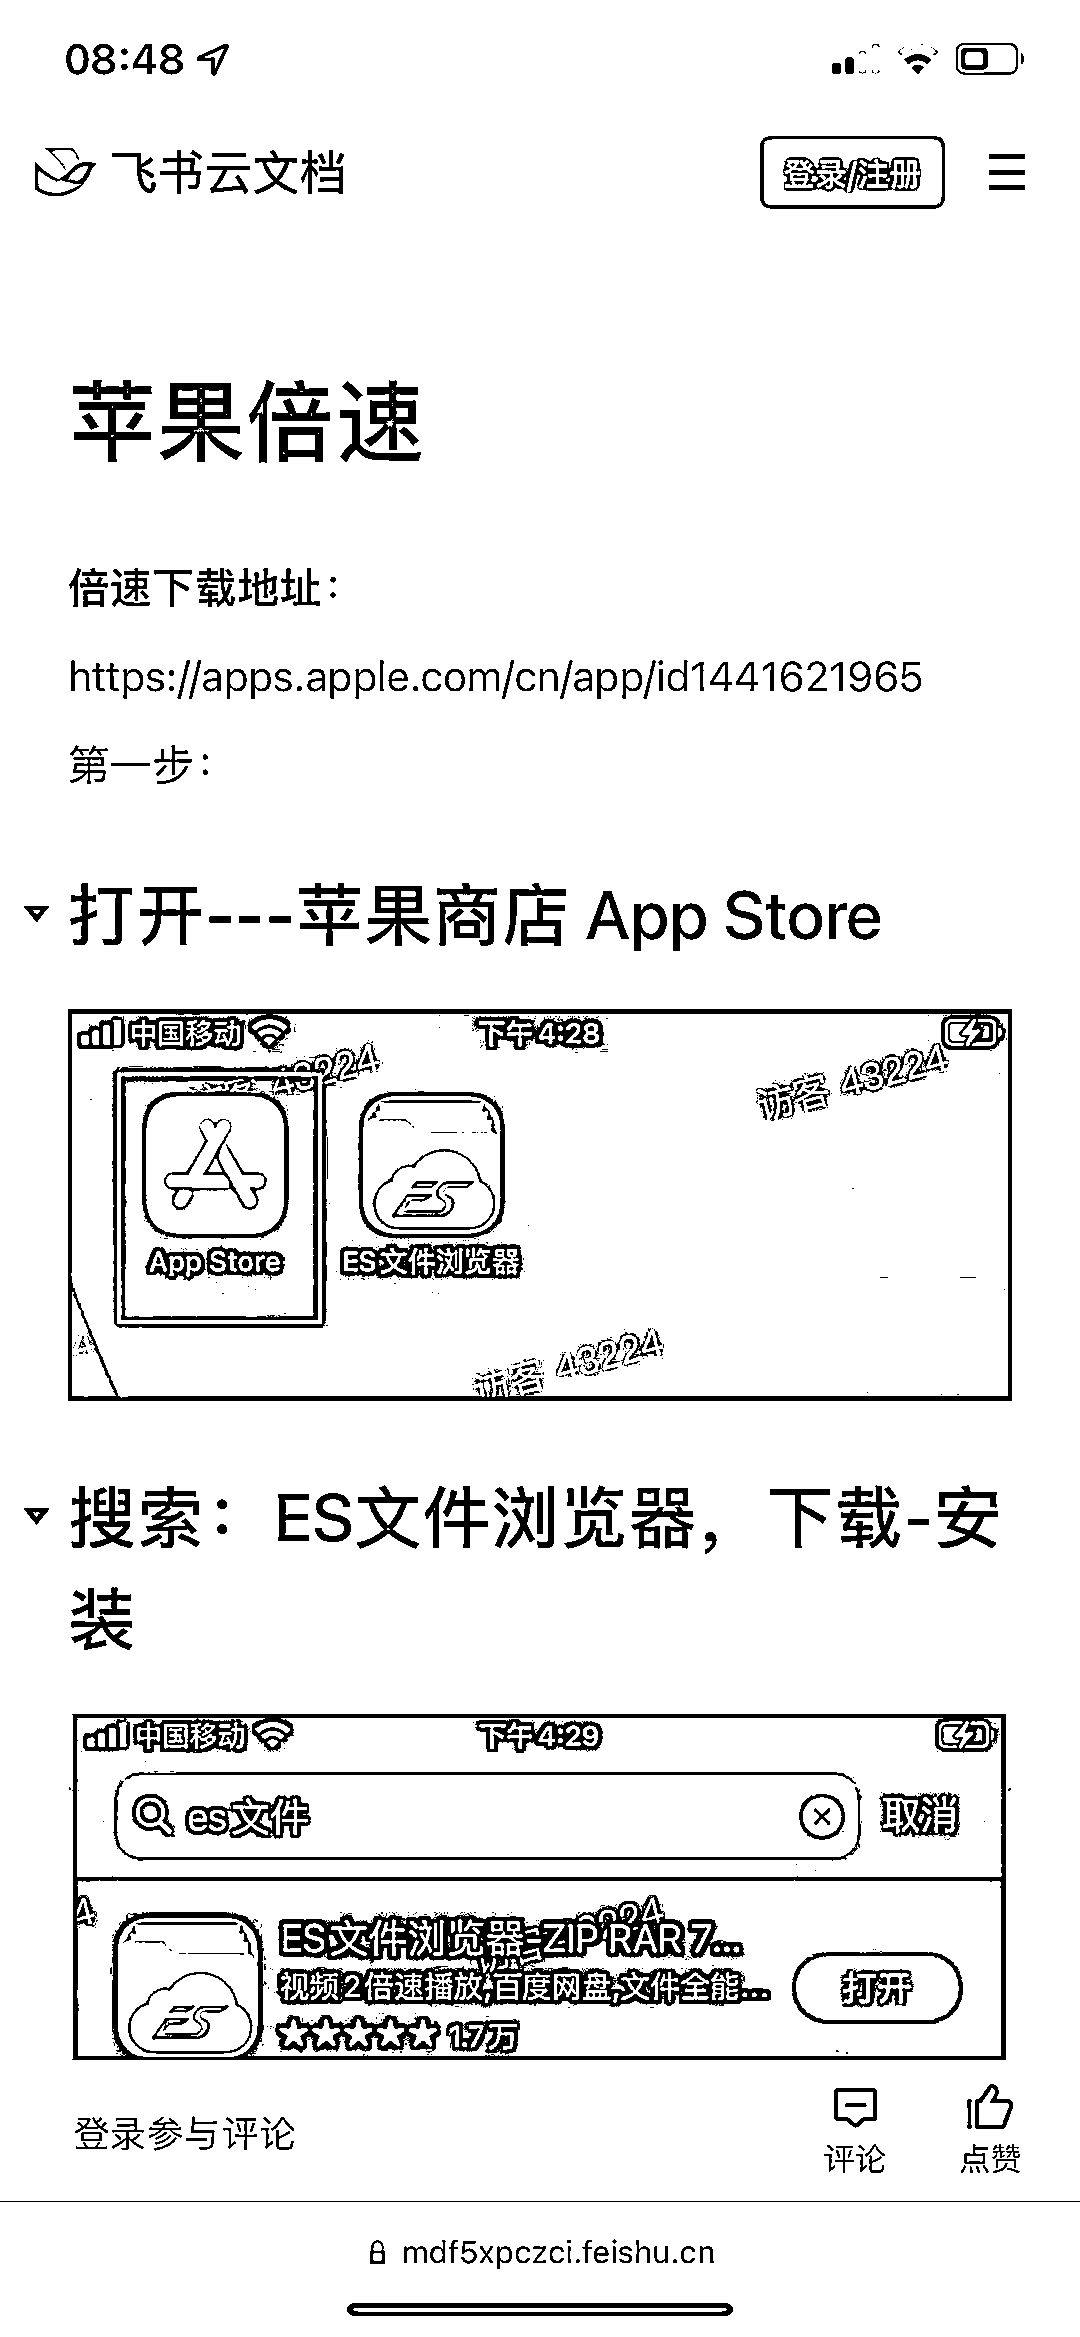 08:48
飞书云文档
登录/注册
苹果倍速
倍速下载地址：
https://apps.apple.com/cn/app/id1441621965
第一步：
打开---苹果商店 App Store
中国移动
下午4:28
43224
访客 43224
App Store
ES
ES文件浏览器
访客 43224
搜索：ES文件浏览器，下载-安
装
中国移动
下午4:29
es文件
取消
ES文件浏览器-ZIP RAR 7...
视频2倍速播放,百度网盘,文件全能...
ES
打开
1.7万
登录参与评论
评论
点赞
mdf5xpczci.feishu.cn